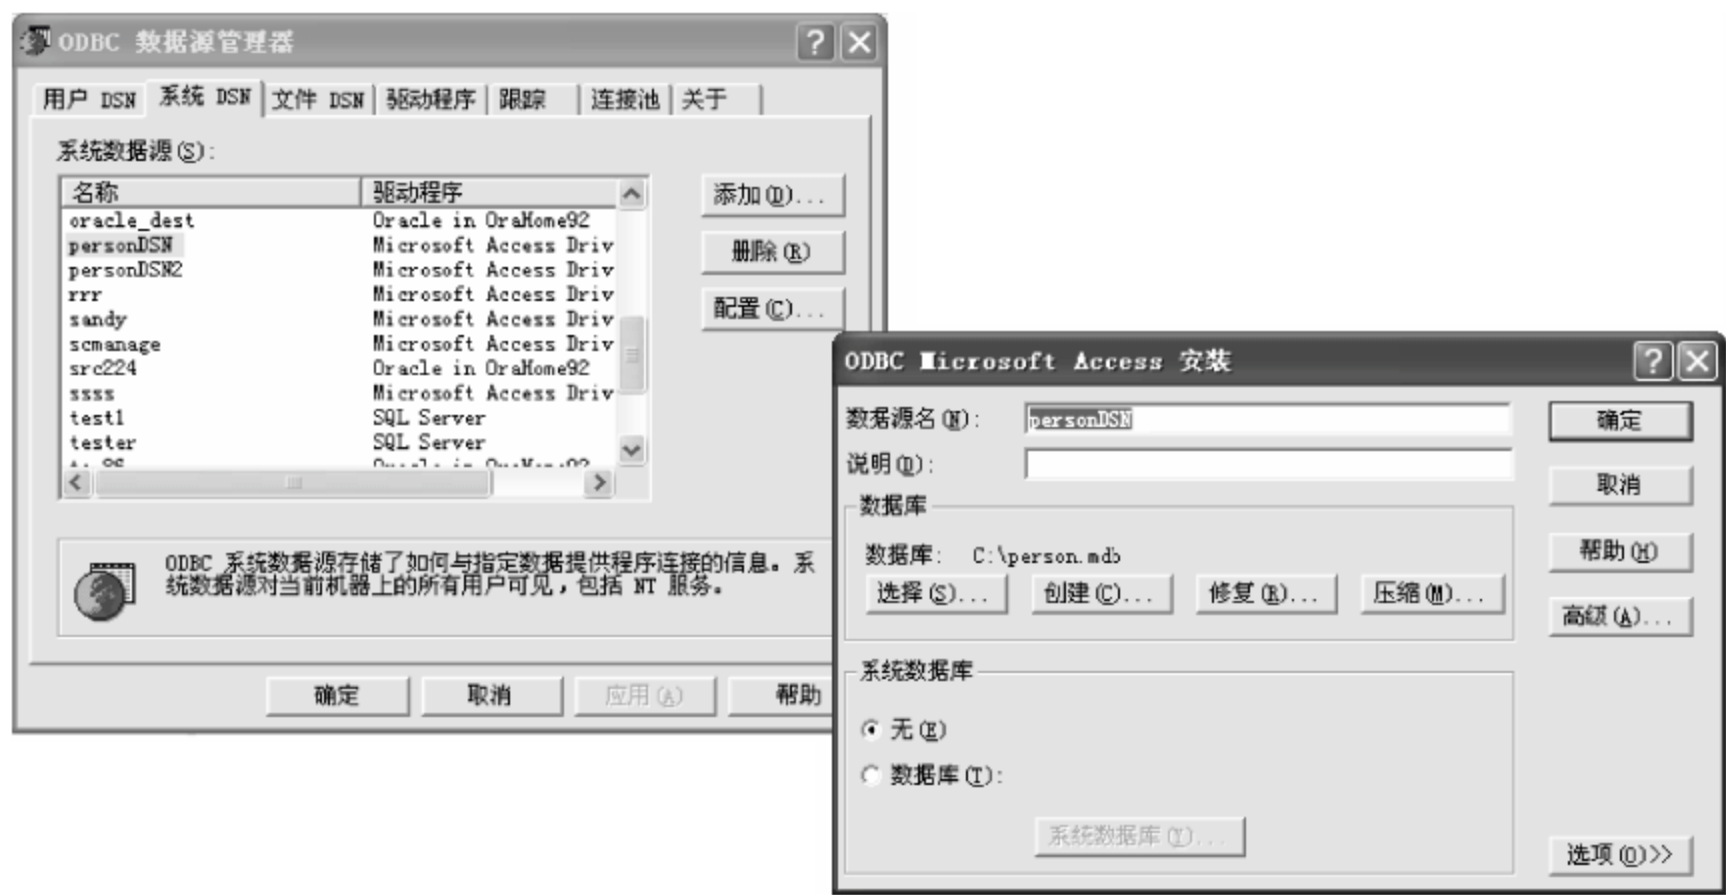 ODBC 数据源管理器
用户 DSN 系统 DSN 文件 DSN 驱动程序 跟踪 连接池 关于
系统数据源(S):
名称 驱动程序
oracle_dest Oracle in OraHome92
personDSN Microsoft Access Driv
personDSN2 Microsoft Access Driv
rrr Microsoft Access Driv
sandy Microsoft Access Driv
scmanage Microsoft Access Driv
src224 Oracle in OraHome92
ssss Microsoft Access Driv
test1 SQL Server
tester SQL Server
添加(D)...
删除(R)
配置(C)...
ODBC 系统数据源存储了如何与指定数据提供程序连接的信息。系
统数据源对当前机器上的所有用户可见，包括 NT 服务。
确定 取消 应用(A) 帮助
ODBC Microsoft Access 安装
数据源名(N): personDSN
说明(D):
数据库
数据库: C:\person.mdb
选择(S)... 创建(C)... 修复(R)... 压缩(M)...
系统数据库
无(E)
数据库(T):
系统数据库(Y)...
确定
取消
帮助(H)
高级(A)...
选项(O)>>